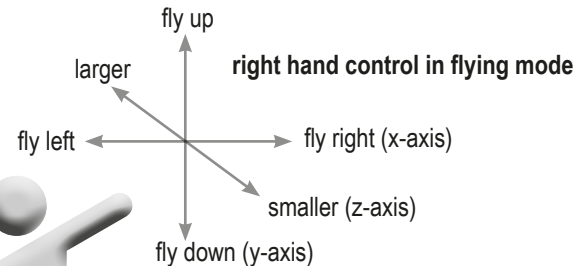 fly up
right hand control in flying mode
larger
fly left
fly right (x-axis)
smaller (z-axis)
fly down (y-axis)